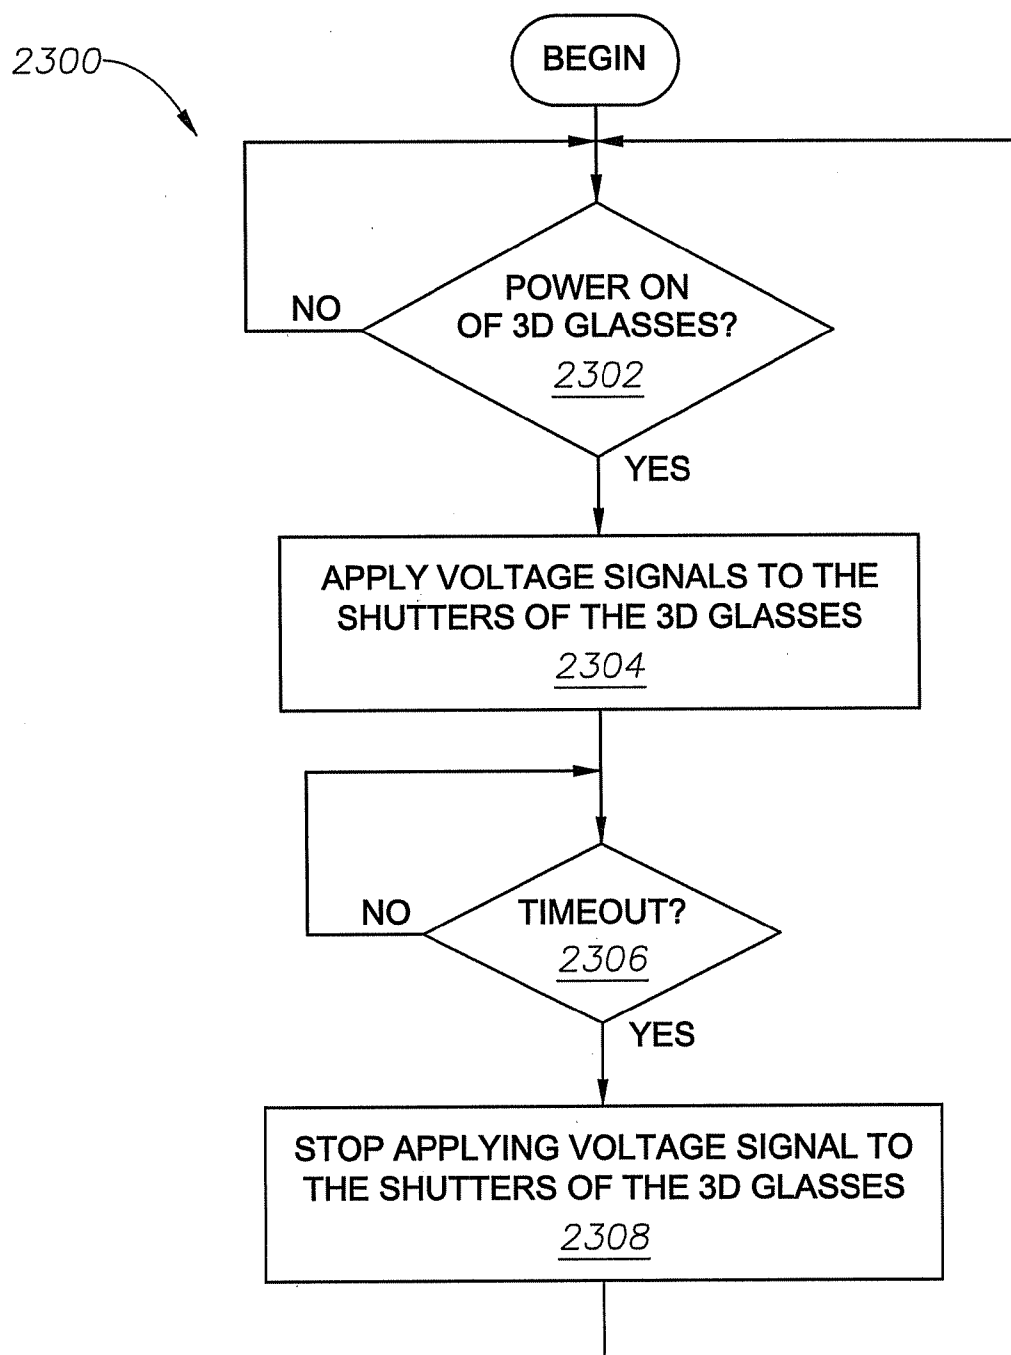 2300
BEGIN
POWER ON
OF 3D GLASSES?
2302
NO
YES
APPLY VOLTAGE SIGNALS TO THE
SHUTTERS OF THE 3D GLASSES
2304
TIMEOUT?
2306
NO
YES
STOP APPLYING VOLTAGE SIGNAL TO
THE SHUTTERS OF THE 3D GLASSES
2308